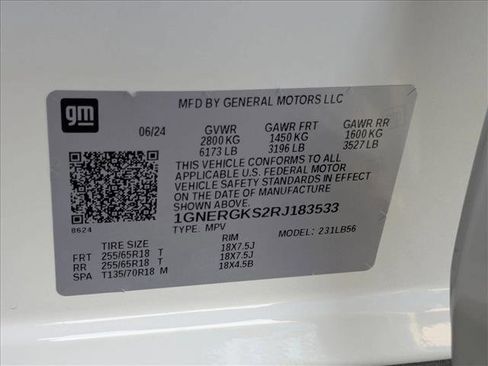 gm
MFD BY GENERAL MOTORS LLC
06/24 GVWR GAWR FRT GAWR RR
2800 KG 1450 KG 1600 KG
6173 LB 3196 LB 3527 LB
THIS VEHICLE CONFORMS TO ALL
APPLICABLE U.S. FEDERAL MOTOR
VEHICLE SAFETY STANDARDS IN EFFECT
ON THE DATE OF MANUFACTURE
SHOWN ABOVE.
8624 1GNERGKS2RJ183533
TYPE: MPV MODEL: 231LB56
TIRE SIZE RIM
FRT 255/65R18 T 18X7.5J
RR 255/65R18 T 18X7.5J
SPA T135/70R18 M 18X4.5B